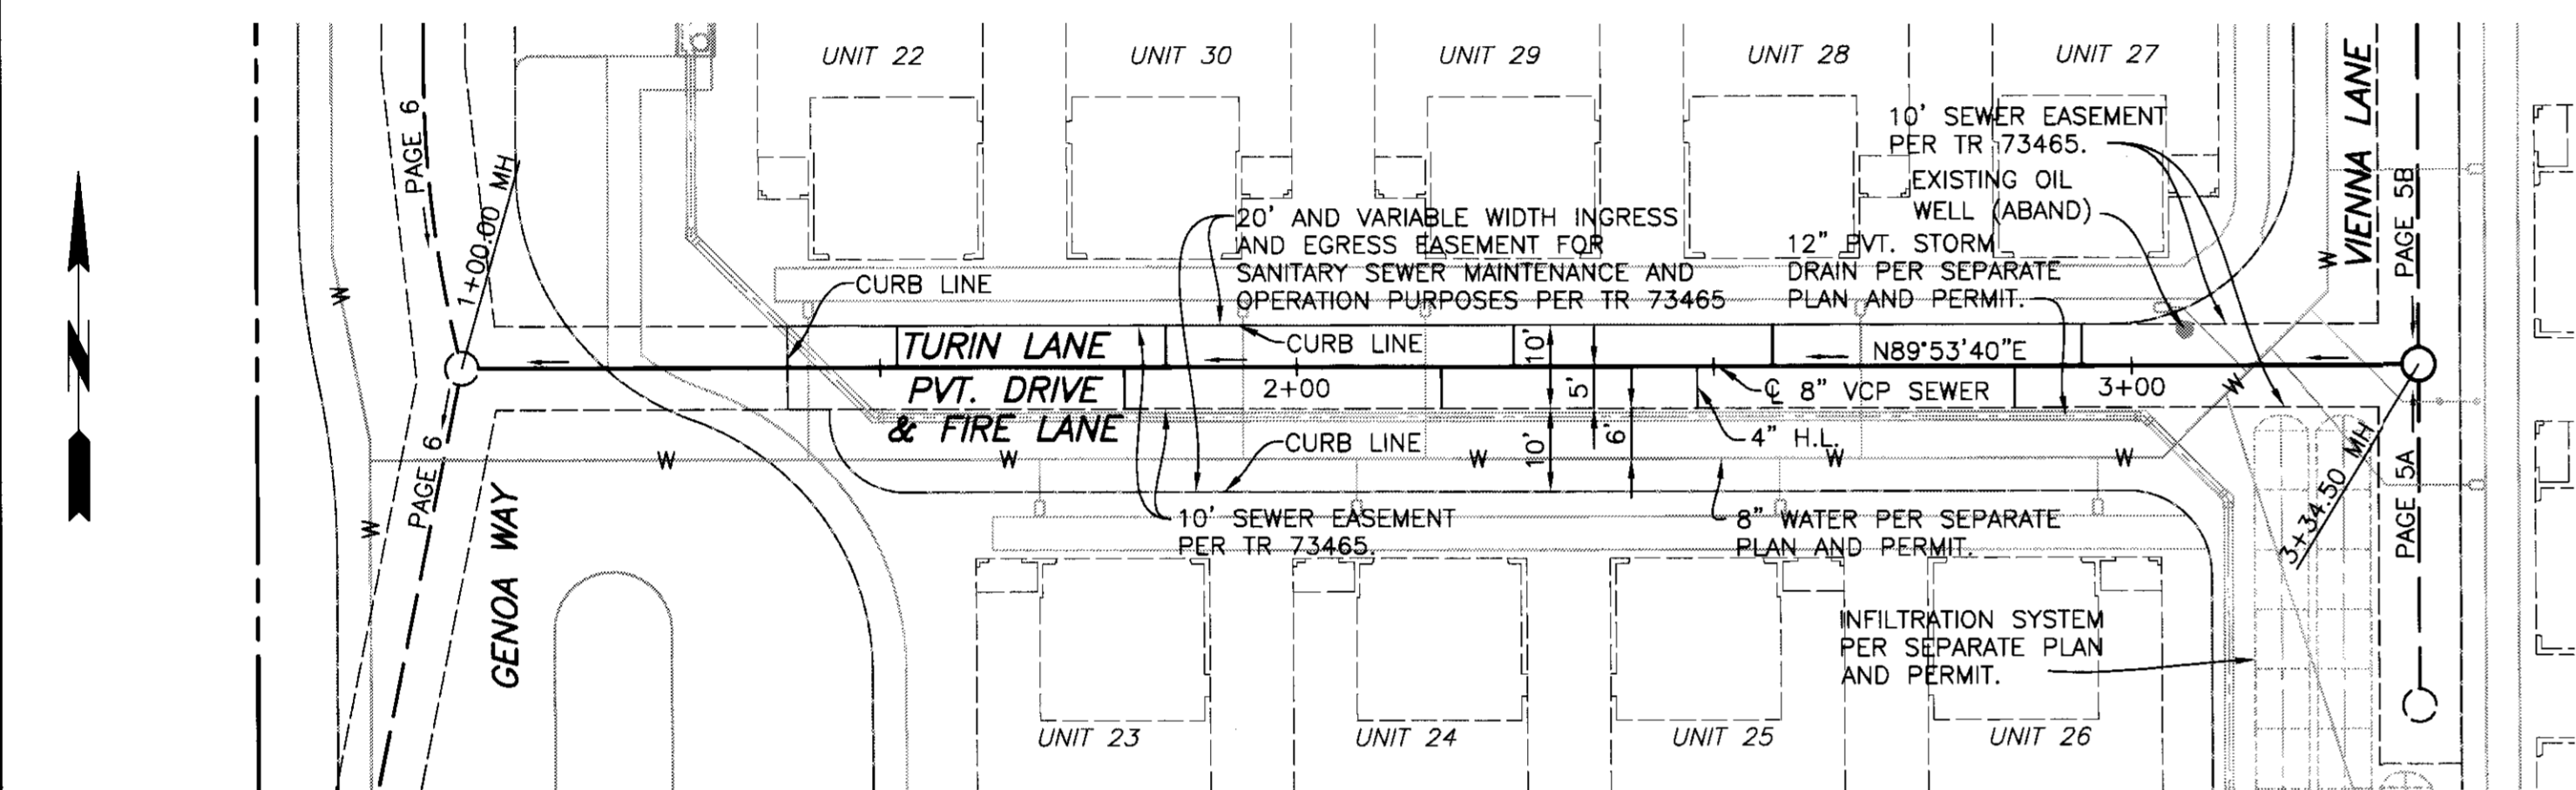 UNIT 22
UNIT 30
UNIT 29
UNIT 28
UNIT 27
VIENNA LANE
PAGE 6
1+00.00 MH
10' SEWER EASEMENT
PER TR 73465.
EXISTING OIL
WELL (ABAND)
PAGE 5B
20' AND VARIABLE WIDTH INGRESS
AND EGRESS EASEMENT FOR
SANITARY SEWER MAINTENANCE AND
OPERATION PURPOSES PER TR 73465
12" PVT. STORM
DRAIN PER SEPARATE
PLAN AND PERMIT.
CURB LINE
W
W
N
TURIN LANE
CURB LINE
10'
N89°53'40"E
PVT. DRIVE
& FIRE LANE
2+00
5'
℄ 8" VCP SEWER
3+00
W
CURB LINE
10'
6'
4" H.L.
W
W
W
W
W
W
PAGE 6
GENOA WAY
10' SEWER EASEMENT
PER TR 73465.
8" WATER PER SEPARATE
PLAN AND PERMIT.
3+34.50 MH
PAGE 5A
INFILTRATION SYSTEM
PER SEPARATE PLAN
AND PERMIT.
UNIT 23
UNIT 24
UNIT 25
UNIT 26